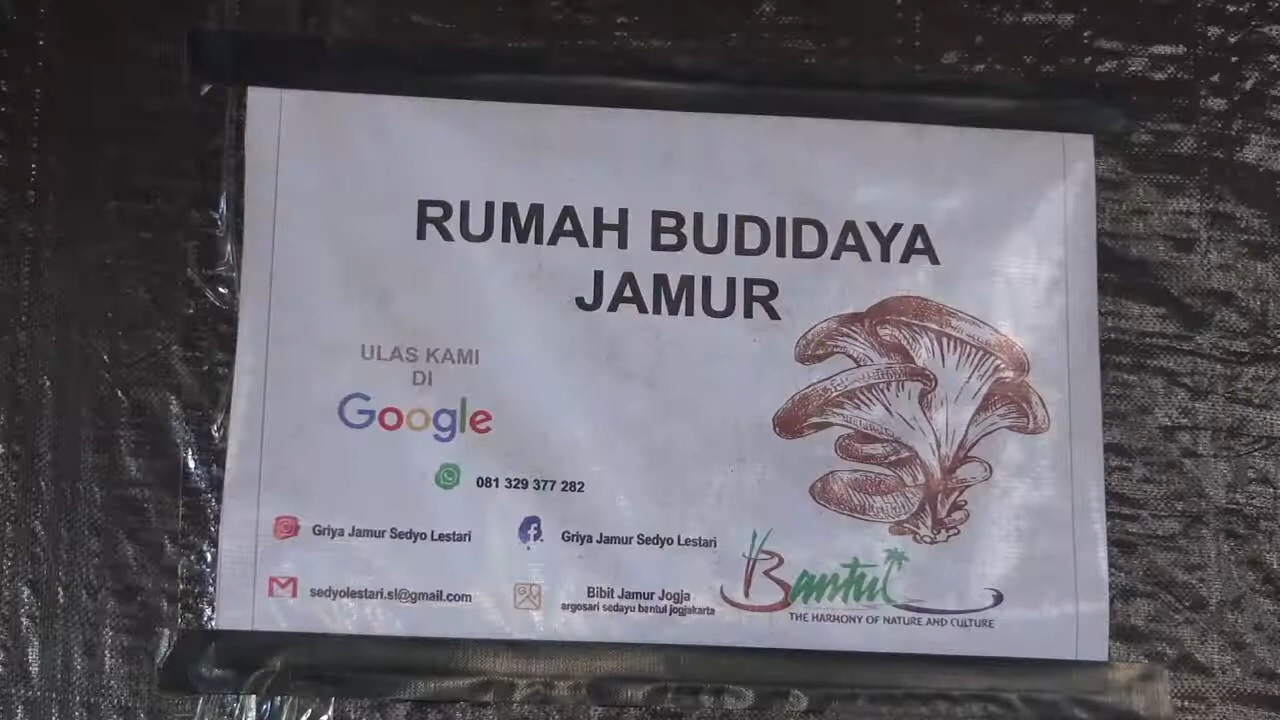 RUMAH BUDIDAYA
JAMUR
ULAS KAMI
DI
Google
081 329 377 282
Griya Jamur Sedyo Lestari
Griya Jamur Sedyo Lestari
sedyolestari.sl@gmail.com
Bibit Jamur Jogja
argosari sedayu bantul jogjakarta
Bantul
THE HARMONY OF NATURE AND CULTURE